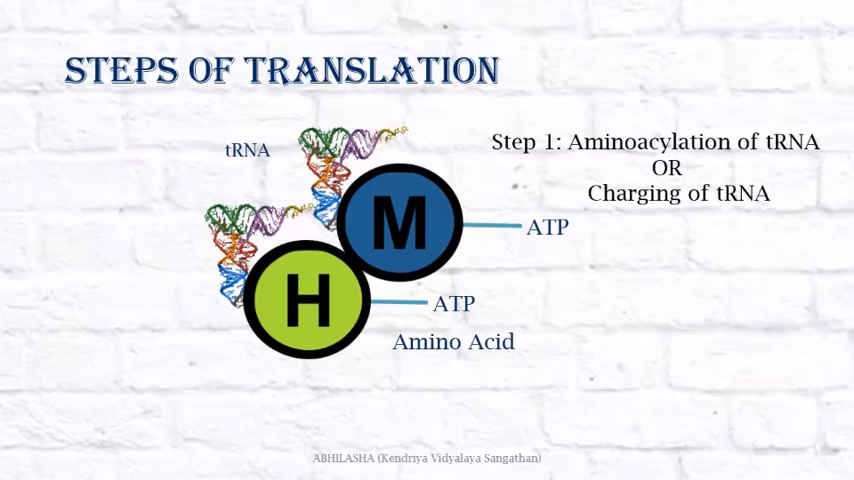 STEPS OF TRANSLATION
tRNA
Step 1: Aminoacylation of tRNA
OR
Charging of tRNA
M
ATP
H
ATP
Amino Acid
ABHILASHA (Kendriya Vidyalaya Sangathan)